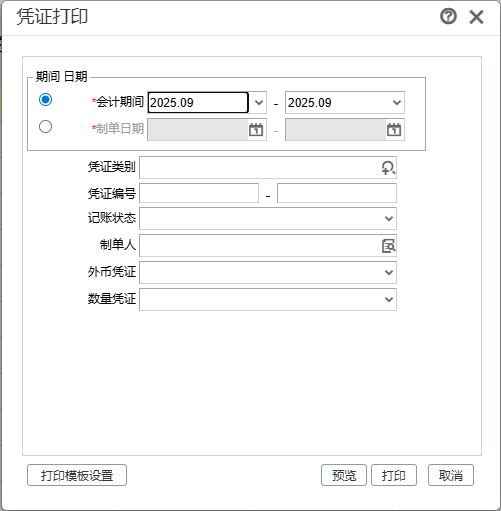 凭证打印
期间 日期
*会计期间 2025.09 - 2025.09
*制单日期 -
凭证类别
凭证编号 -
记账状态
制单人
外币凭证
数量凭证
打印模板设置 预览 打印 取消